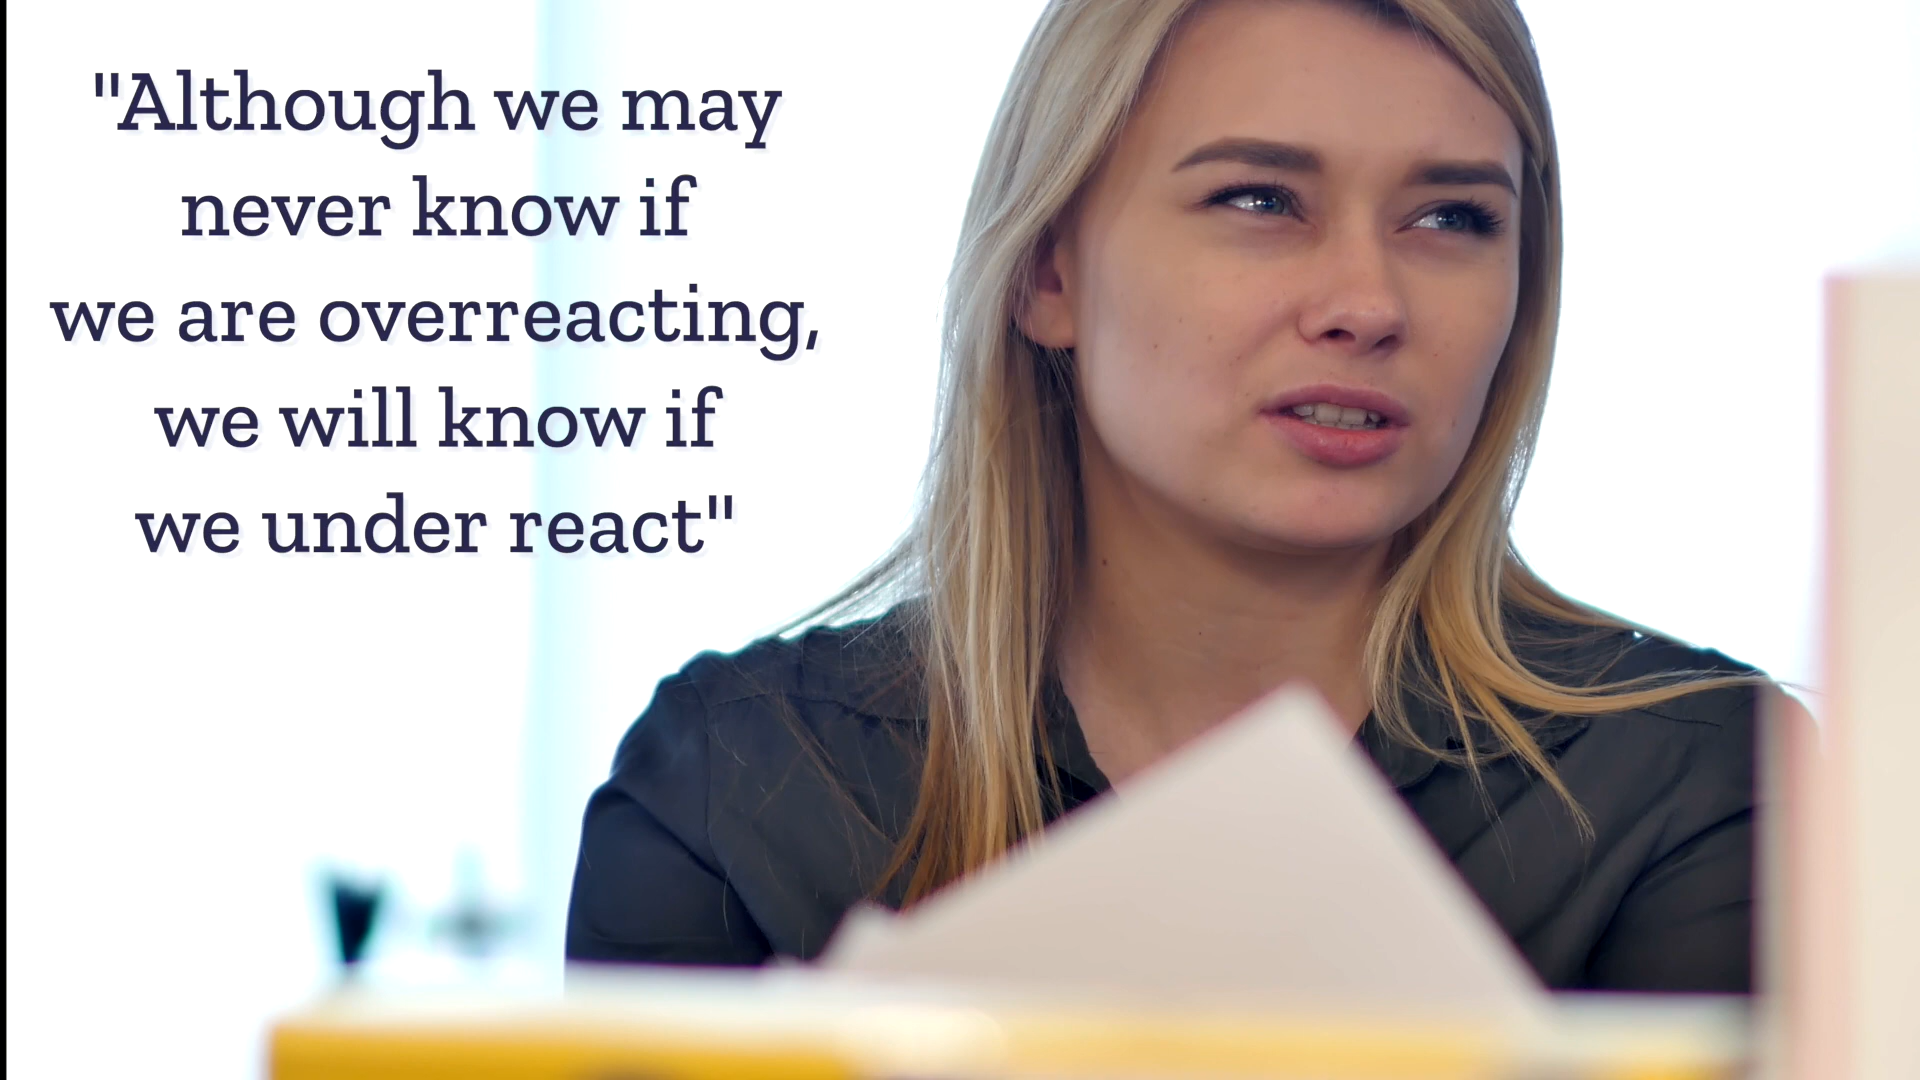 "Although we may
never know if
we are overreacting,
we will know if
we under react"